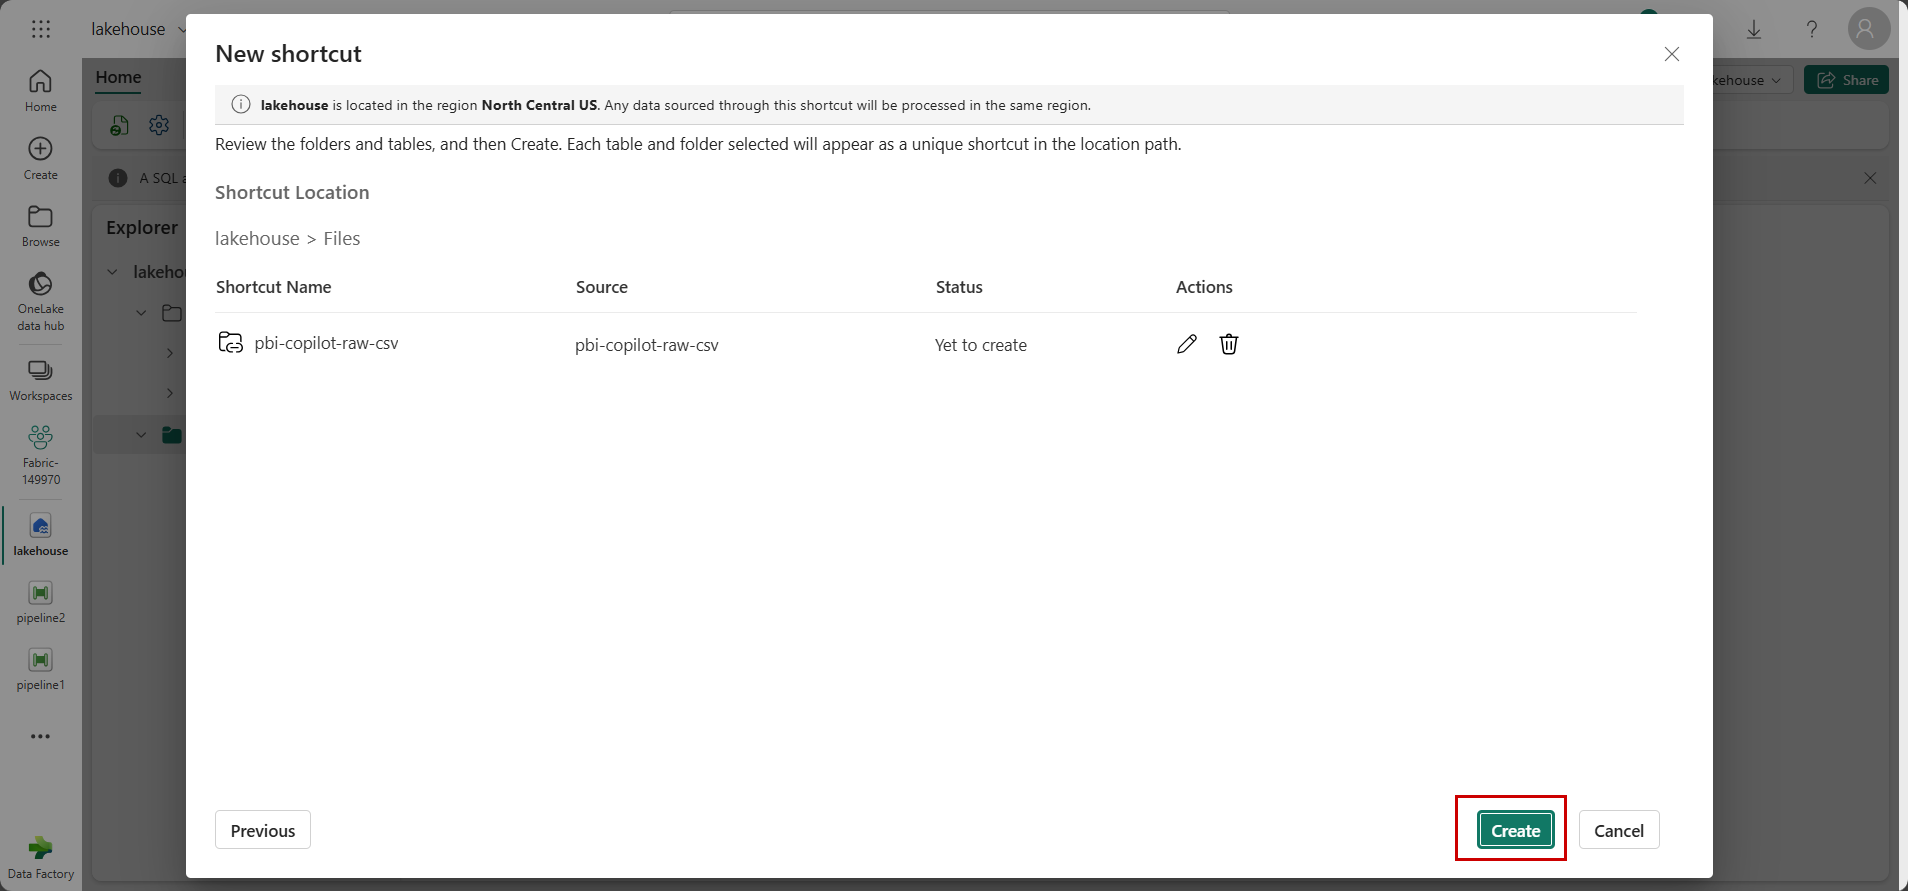 lakehouse
New shortcut
lakehouse is located in the region North Central US. Any data sourced through this shortcut will be processed in the same region.
Review the folders and tables, and then Create. Each table and folder selected will appear as a unique shortcut in the location path.
Shortcut Location
lakehouse > Files
Shortcut Name Source Status Actions
pbi-copilot-raw-csv pbi-copilot-raw-csv Yet to create
Previous
Create
Cancel
Home
Share
kehouse
A SQL a
Explorer
lakehou
Home
Create
Browse
OneLake
data hub
Workspaces
Fabric-
149970
lakehouse
pipeline2
pipeline1
Data Factory